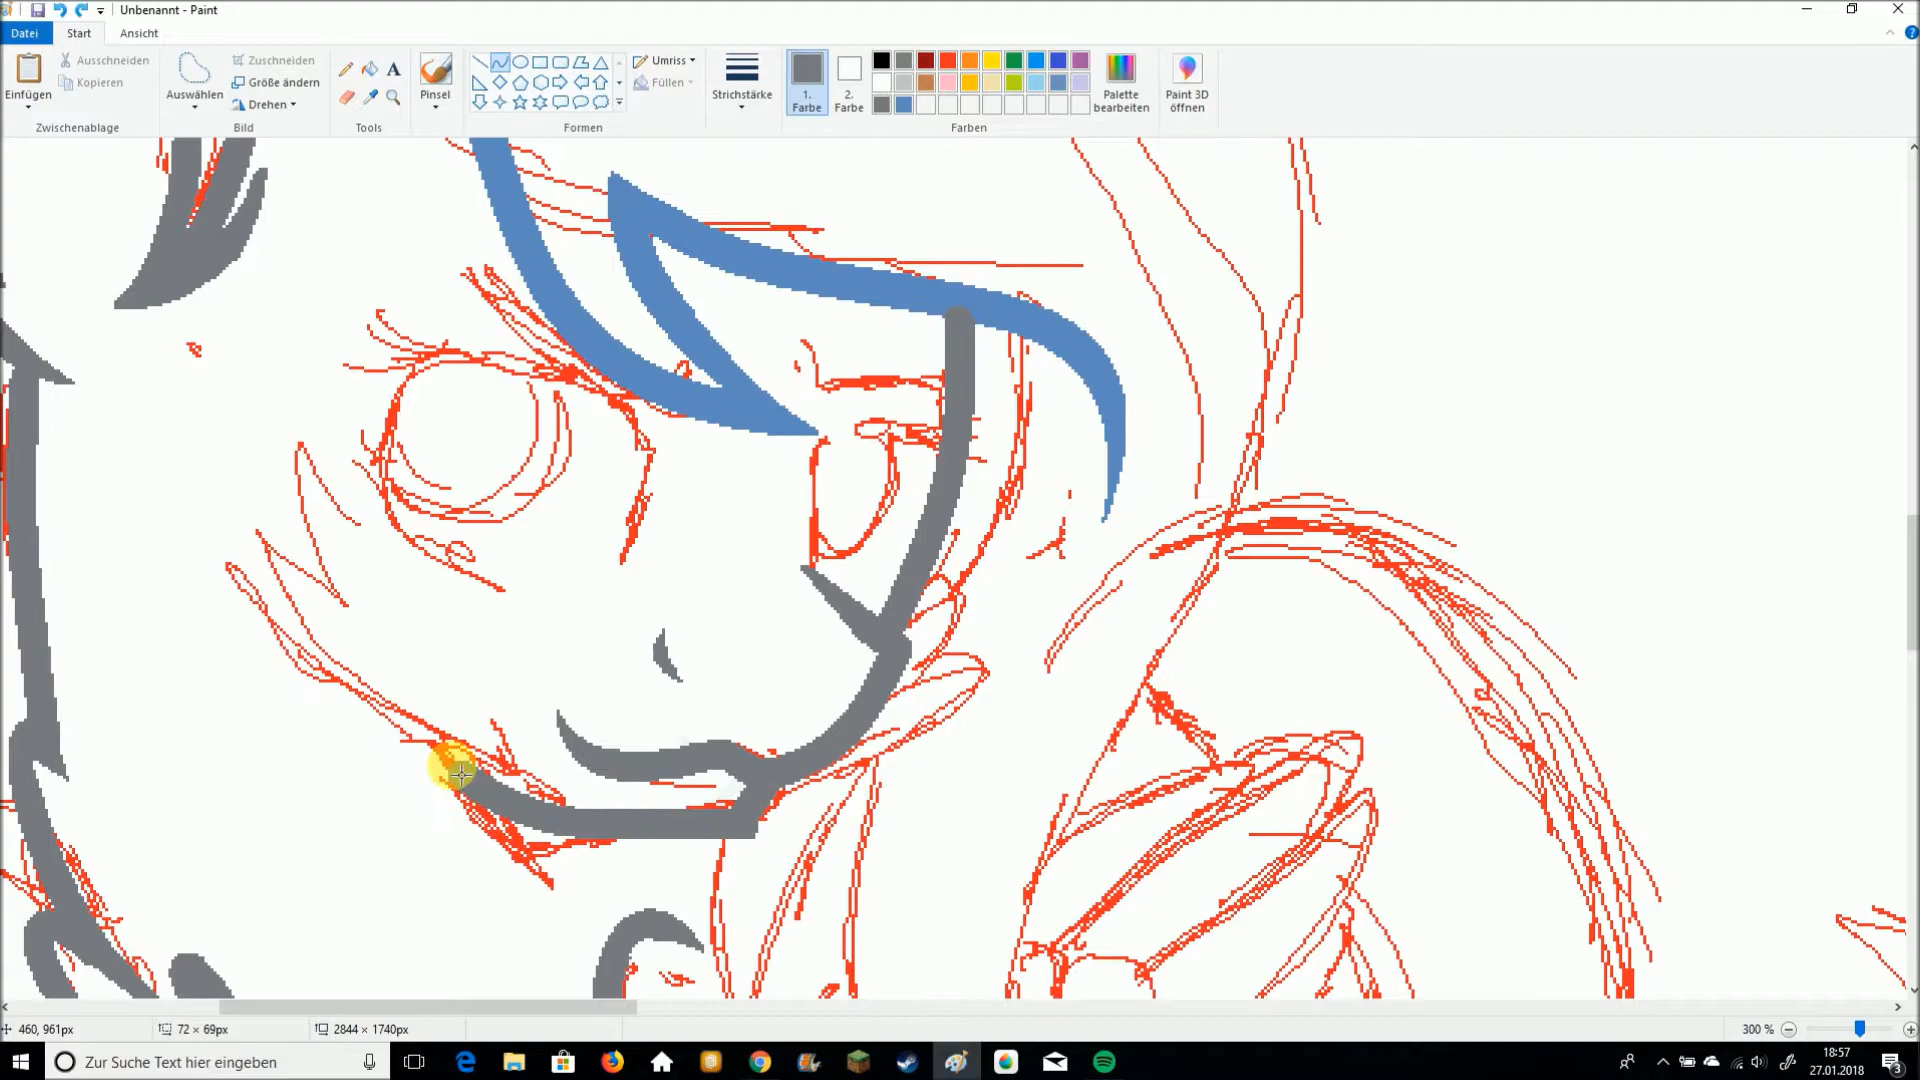 Unbenannt - Paint
Datei Start Ansicht
Einfügen
Ausschneiden
Kopieren
Zwischenablage
Auswählen
Zuschneiden
Größe ändern
Drehen
Bild
Tools
Pinsel
Umriss
Füllen
Formen
Strichstärke
1.
Farbe
2.
Farbe
Palette
bearbeiten
Paint 3D
öffnen
Farben
460, 961px
72 × 69px
2844 × 1740px
300 %
Zur Suche Text hier eingeben
18:57
27.01.2018
3